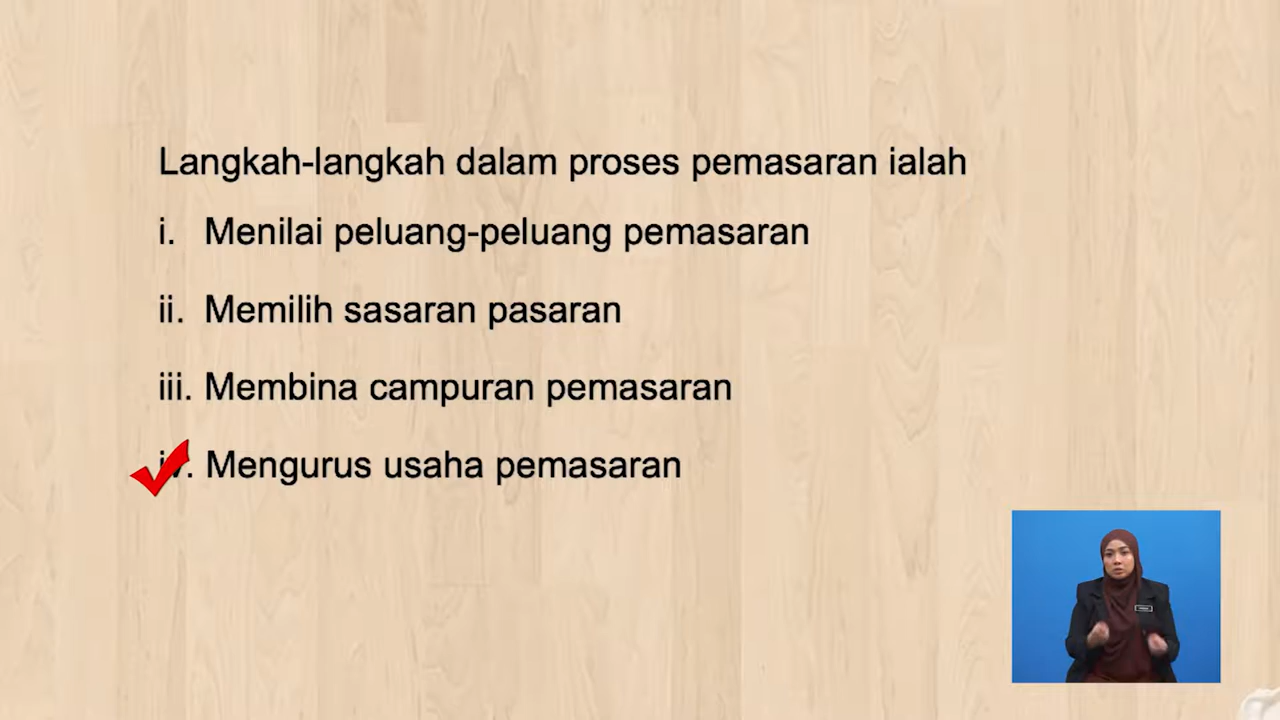 Langkah-langkah dalam proses pemasaran ialah
i. Menilai peluang-peluang pemasaran
ii. Memilih sasaran pasaran
iii. Membina campuran pemasaran
iv. Mengurus usaha pemasaran